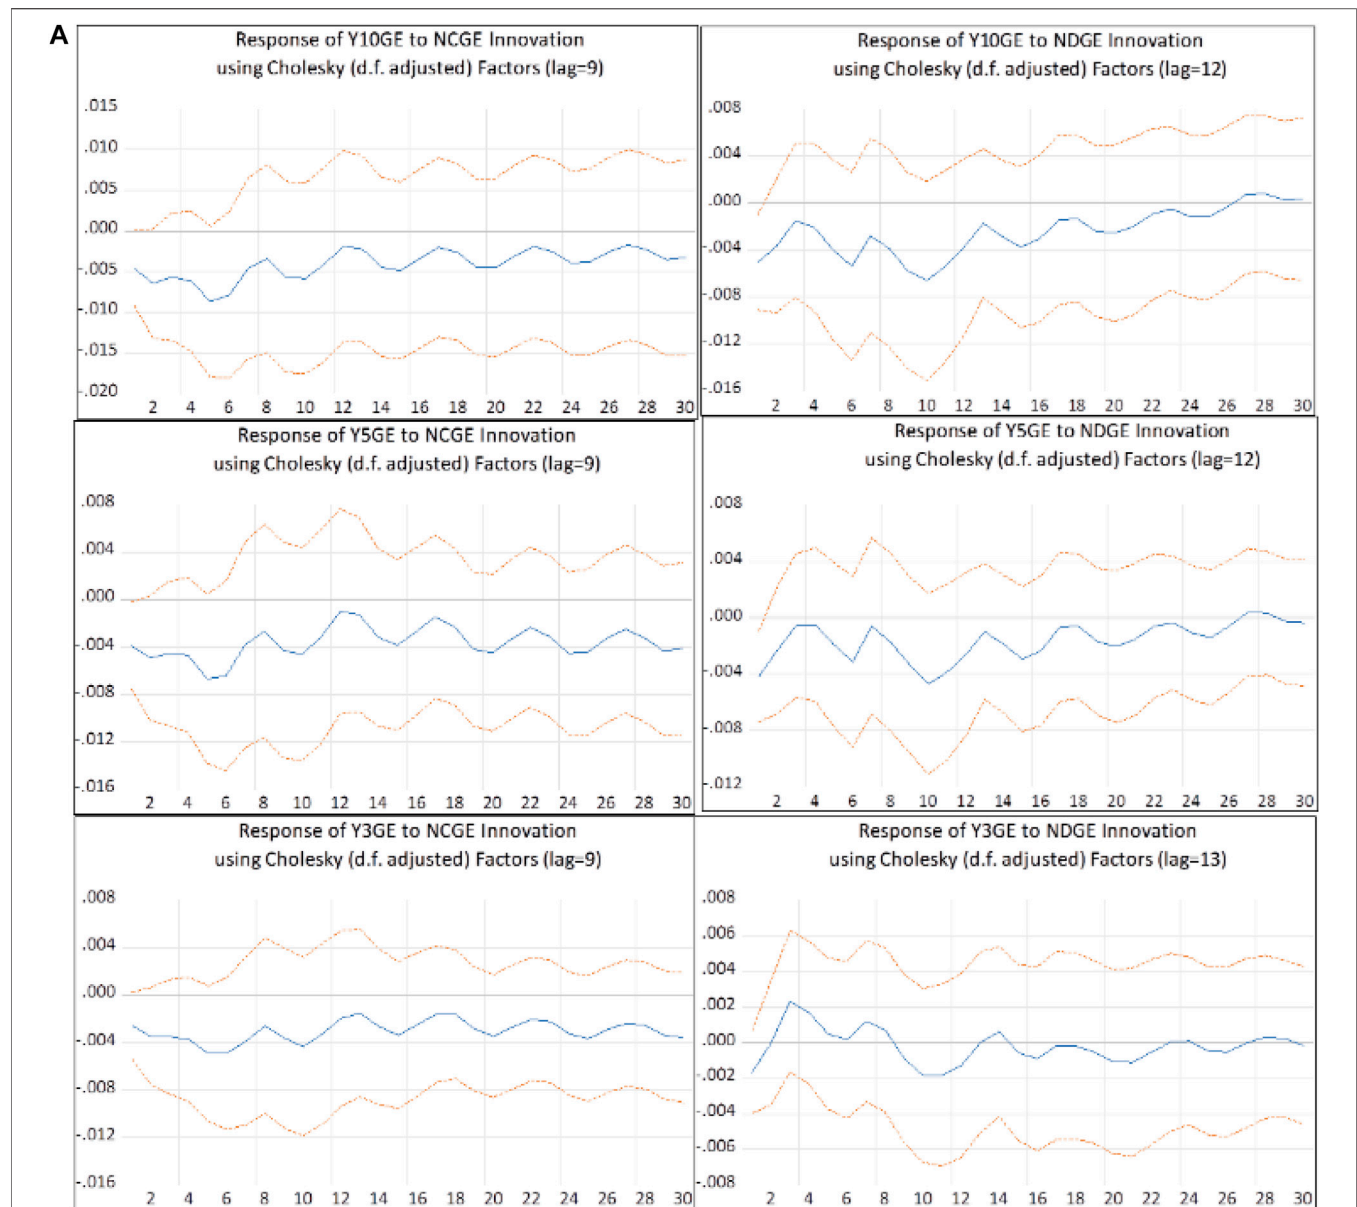 A
Response of Y10GE to NCGE Innovation
using Cholesky (d.f. adjusted) Factors (lag=9)
.015
.010
.005
.000
-.005
-.010
-.015
-.020
2 4 6 8 10 12 14 16 18 20 22 24 26 28 30
Response of Y10GE to NDGE Innovation
using Cholesky (d.f. adjusted) Factors (lag=12)
.008
.004
.000
-.004
-.008
-.012
-.016
2 4 6 8 10 12 14 16 18 20 22 24 26 28 30
Response of Y5GE to NCGE Innovation
using Cholesky (d.f. adjusted) Factors (lag=9)
.008
.004
.000
-.004
-.008
-.012
-.016
2 4 6 8 10 12 14 16 18 20 22 24 26 28 30
Response of Y5GE to NDGE Innovation
using Cholesky (d.f. adjusted) Factors (lag=12)
.008
.004
.000
-.004
-.008
-.012
2 4 6 8 10 12 14 16 18 20 22 24 26 28 30
Response of Y3GE to NCGE Innovation
using Cholesky (d.f. adjusted) Factors (lag=9)
.008
.004
.000
-.004
-.008
-.012
-.016
2 4 6 8 10 12 14 16 18 20 22 24 26 28 30
Response of Y3GE to NDGE Innovation
using Cholesky (d.f. adjusted) Factors (lag=13)
.008
.006
.004
.002
.000
-.002
-.004
-.006
-.008
2 4 6 8 10 12 14 16 18 20 22 24 26 28 30